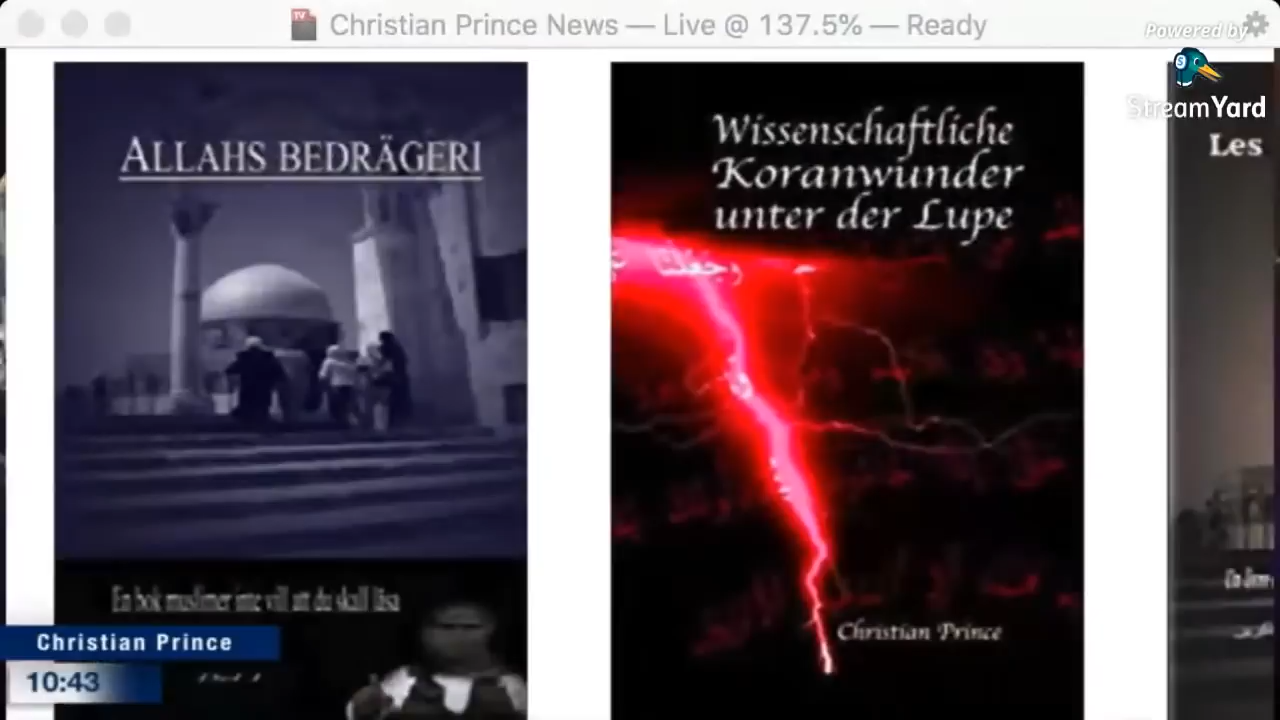 Christian Prince News — Live @ 137.5% — Ready
Powered by
StreamYard
ALLAHS BEDRÄGERI
En bok muslimer inte vill att du skall läsa
Wissenschaftliche
Koranwunder
unter der Lupe
وجعلنا
Christian Prince
Les
Christian Prince
10:43